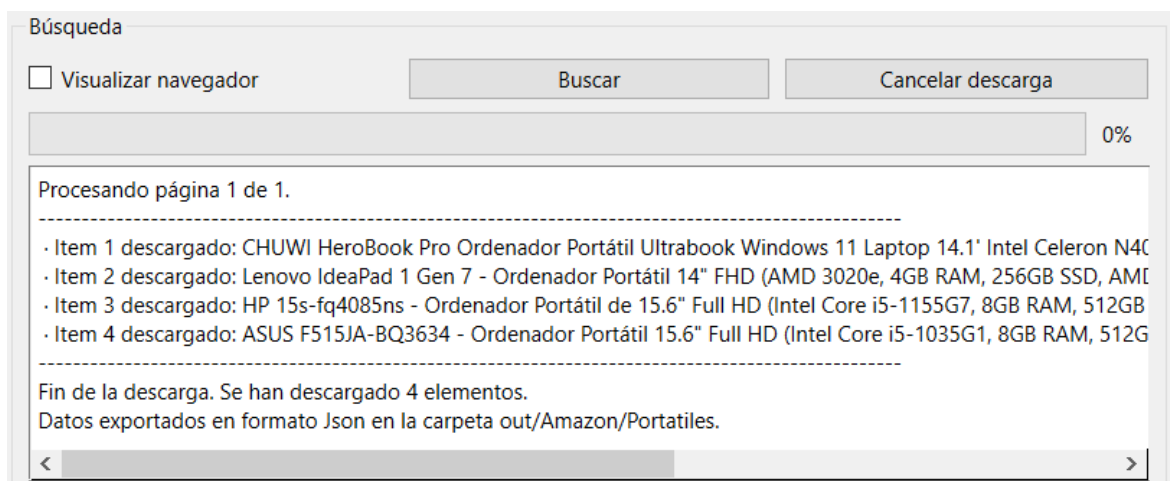 Búsqueda
Visualizar navegador Buscar Cancelar descarga
0%
Procesando página 1 de 1.
------------------------------------------------------------------------------------------------
· Item 1 descargado: CHUWI HeroBook Pro Ordenador Portátil Ultrabook Windows 11 Laptop 14.1' Intel Celeron
· Item 2 descargado: Lenovo IdeaPad 1 Gen 7 - Ordenador Portátil 14" FHD (AMD 3020e, 4GB RAM, 256GB SSD,
· Item 3 descargado: HP 15s-fq4085ns - Ordenador Portátil de 15.6" Full HD (Intel Core i5-1155G7, 8GB RAM, 512GB
· Item 4 descargado: ASUS F515JA-BQ3634 - Ordenador Portátil 15.6" Full HD (Intel Core i5-1035G1, 8GB RAM,
------------------------------------------------------------------------------------------------
Fin de la descarga. Se han descargado 4 elementos.
Datos exportados en formato Json en la carpeta out/Amazon/Portatiles.